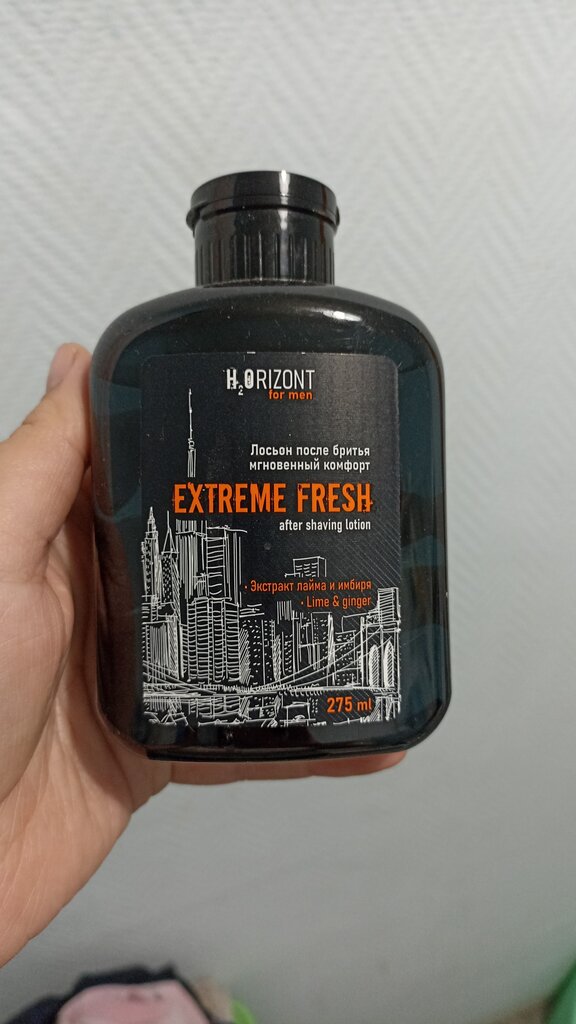 H₂ORIZONT
for men
Лосьон после бритья
мгновенный комфорт
EXTREME FRESH
after shaving lotion
· Экстракт лайма и имбиря
· Lime & ginger
275 ml